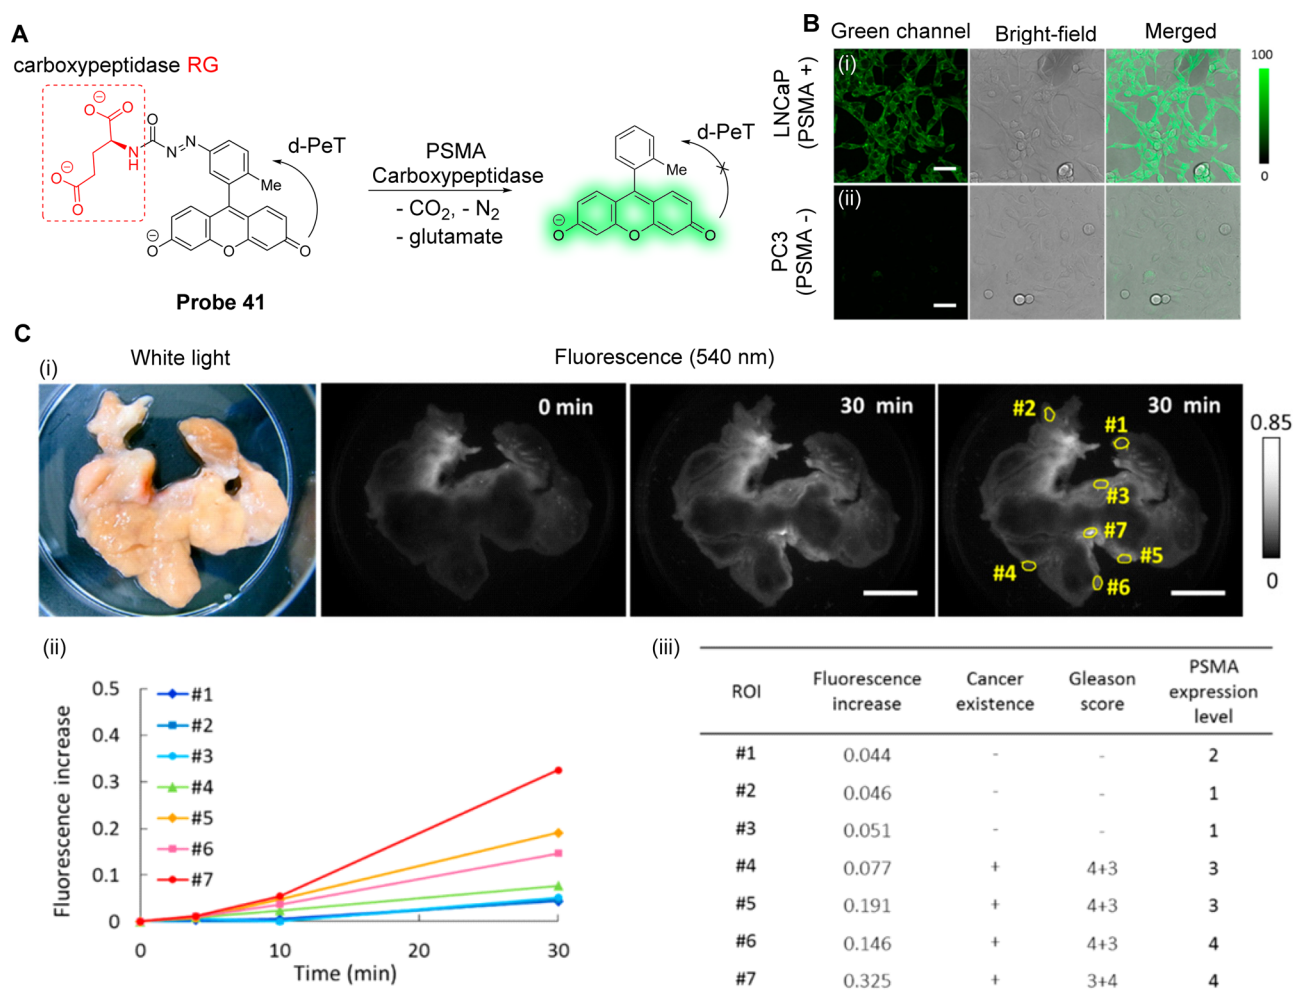 A
carboxypeptidase RG
⊖
O
O
O
N
H
N
N
⊖
O
O
d-PeT
Me
⊖
O
O
O
Probe 41
PSMA
Carboxypeptidase
- CO2, - N2
- glutamate
d-PeT
Me
⊖
O
O
O
B
Green channel
Bright-field
Merged
LNCaP
(PSMA +)
(i)
100
0
PC3
(PSMA -)
(ii)
C
White light
Fluorescence (540 nm)
(i)
0 min
30 min
30 min
#2
#1
#3
#7
#5
#4
#6
0.85
0
(ii)
Fluorescence increase
0.5
0.4
0.3
0.2
0.1
0
#1
#2
#3
#4
#5
#6
#7
0
10
20
30
Time (min)
(iii)
ROI
Fluorescence
increase
Cancer
existence
Gleason
score
PSMA
expression
level
#1 0.044 - - 2
#2 0.046 - - 1
#3 0.051 - - 1
#4 0.077 + 4+3 3
#5 0.191 + 4+3 3
#6 0.146 + 4+3 4
#7 0.325 + 3+4 4